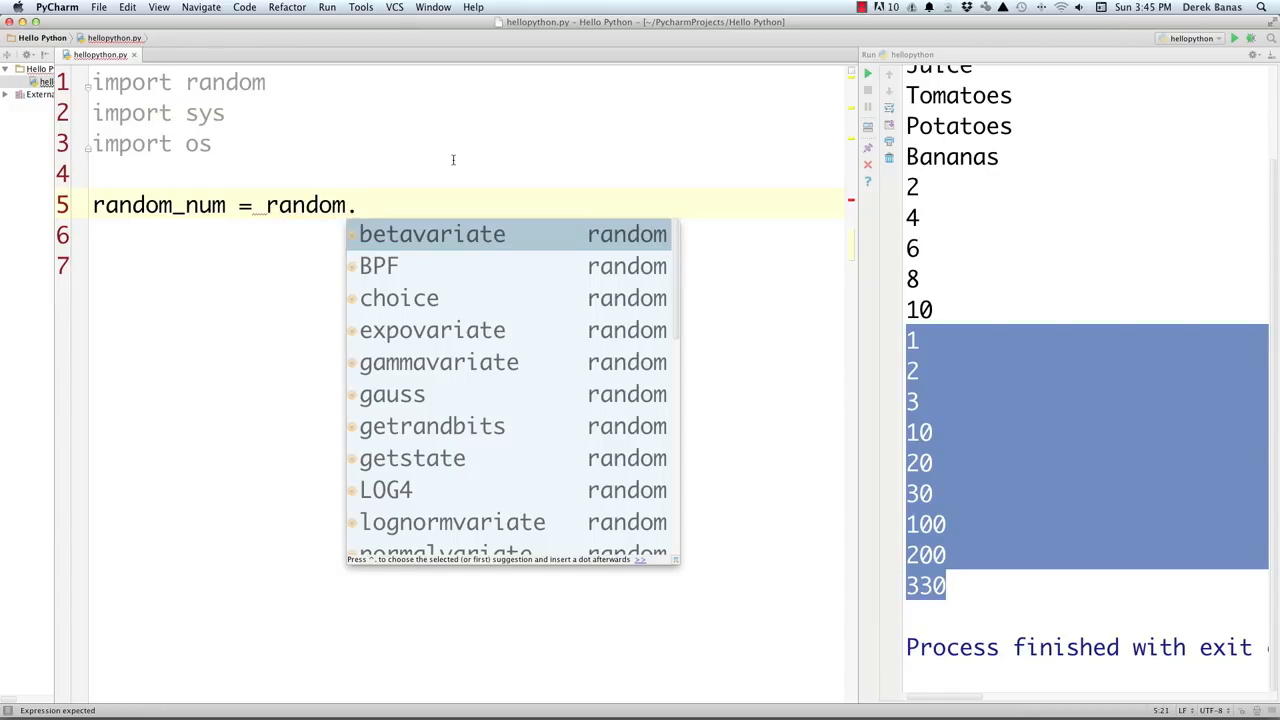 PyCharm File Edit View Navigate Code Refactor Run Tools VCS Window Help 10 Sun 3:45 PM Derek Banas
hellopython.py - Hello Python - [~/PycharmProjects/Hello Python]
Hello Python hellopython.py hellopython
hellopython.py × Run hellopython
Hello P
hell
Extern
1 import random
2 import sys
3 import os
4
5 random_num = random.
6
7
betavariate random
BPF random
choice random
expovariate random
gammavariate random
gauss random
getrandbits random
getstate random
LOG4 random
lognormvariate random
normalvariate random
Press ^. to choose the selected (or first) suggestion and insert a dot afterwards >>
Juice
Tomatoes
Potatoes
Bananas
2
4
6
8
10
1
2
3
10
20
30
100
200
330
Process finished with exit
Expression expected 5:21 LF UTF-8